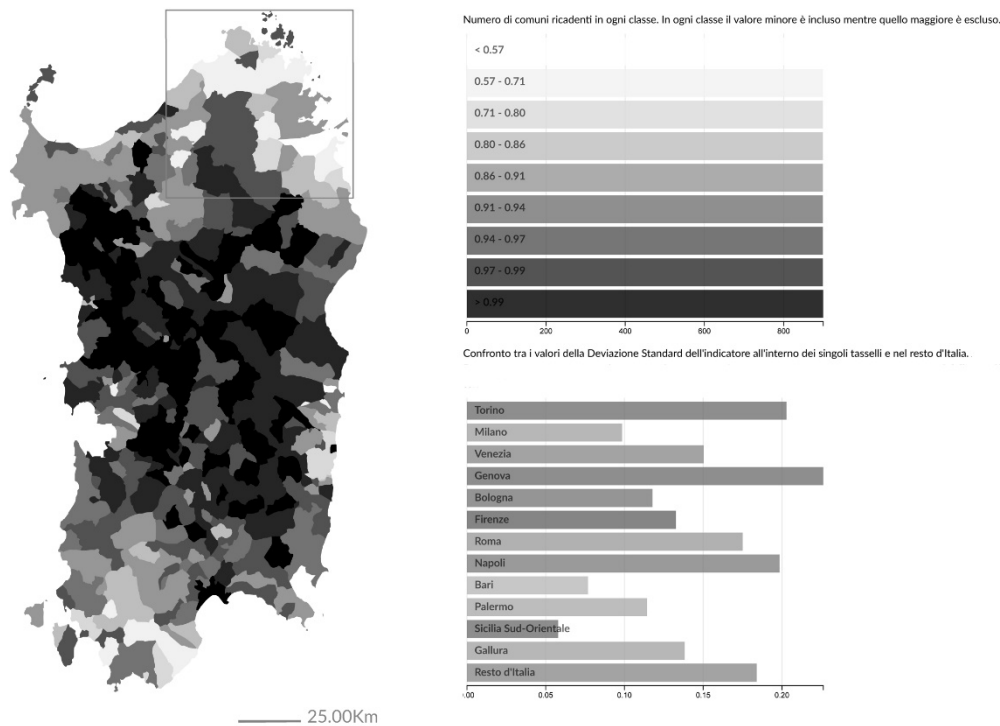 Numero di comuni ricadenti in ogni classe. In ogni classe il valore minore è incluso mentre quello maggiore è escluso.
< 0.57
0.57 - 0.71
0.71 - 0.80
0.80 - 0.86
0.86 - 0.91
0.91 - 0.94
0.94 - 0.97
0.97 - 0.99
> 0.99
0 200 400 600 800
Confronto tra i valori della Deviazione Standard dell'indicatore all'interno dei singoli tasselli e nel resto d'Italia.
Torino
Milano
Venezia
Genova
Bologna
Firenze
Roma
Napoli
Bari
Palermo
Sicilia Sud-Orientale
Gallura
Resto d'Italia
.00 0.05 0.10 0.15 0.20
25.00Km